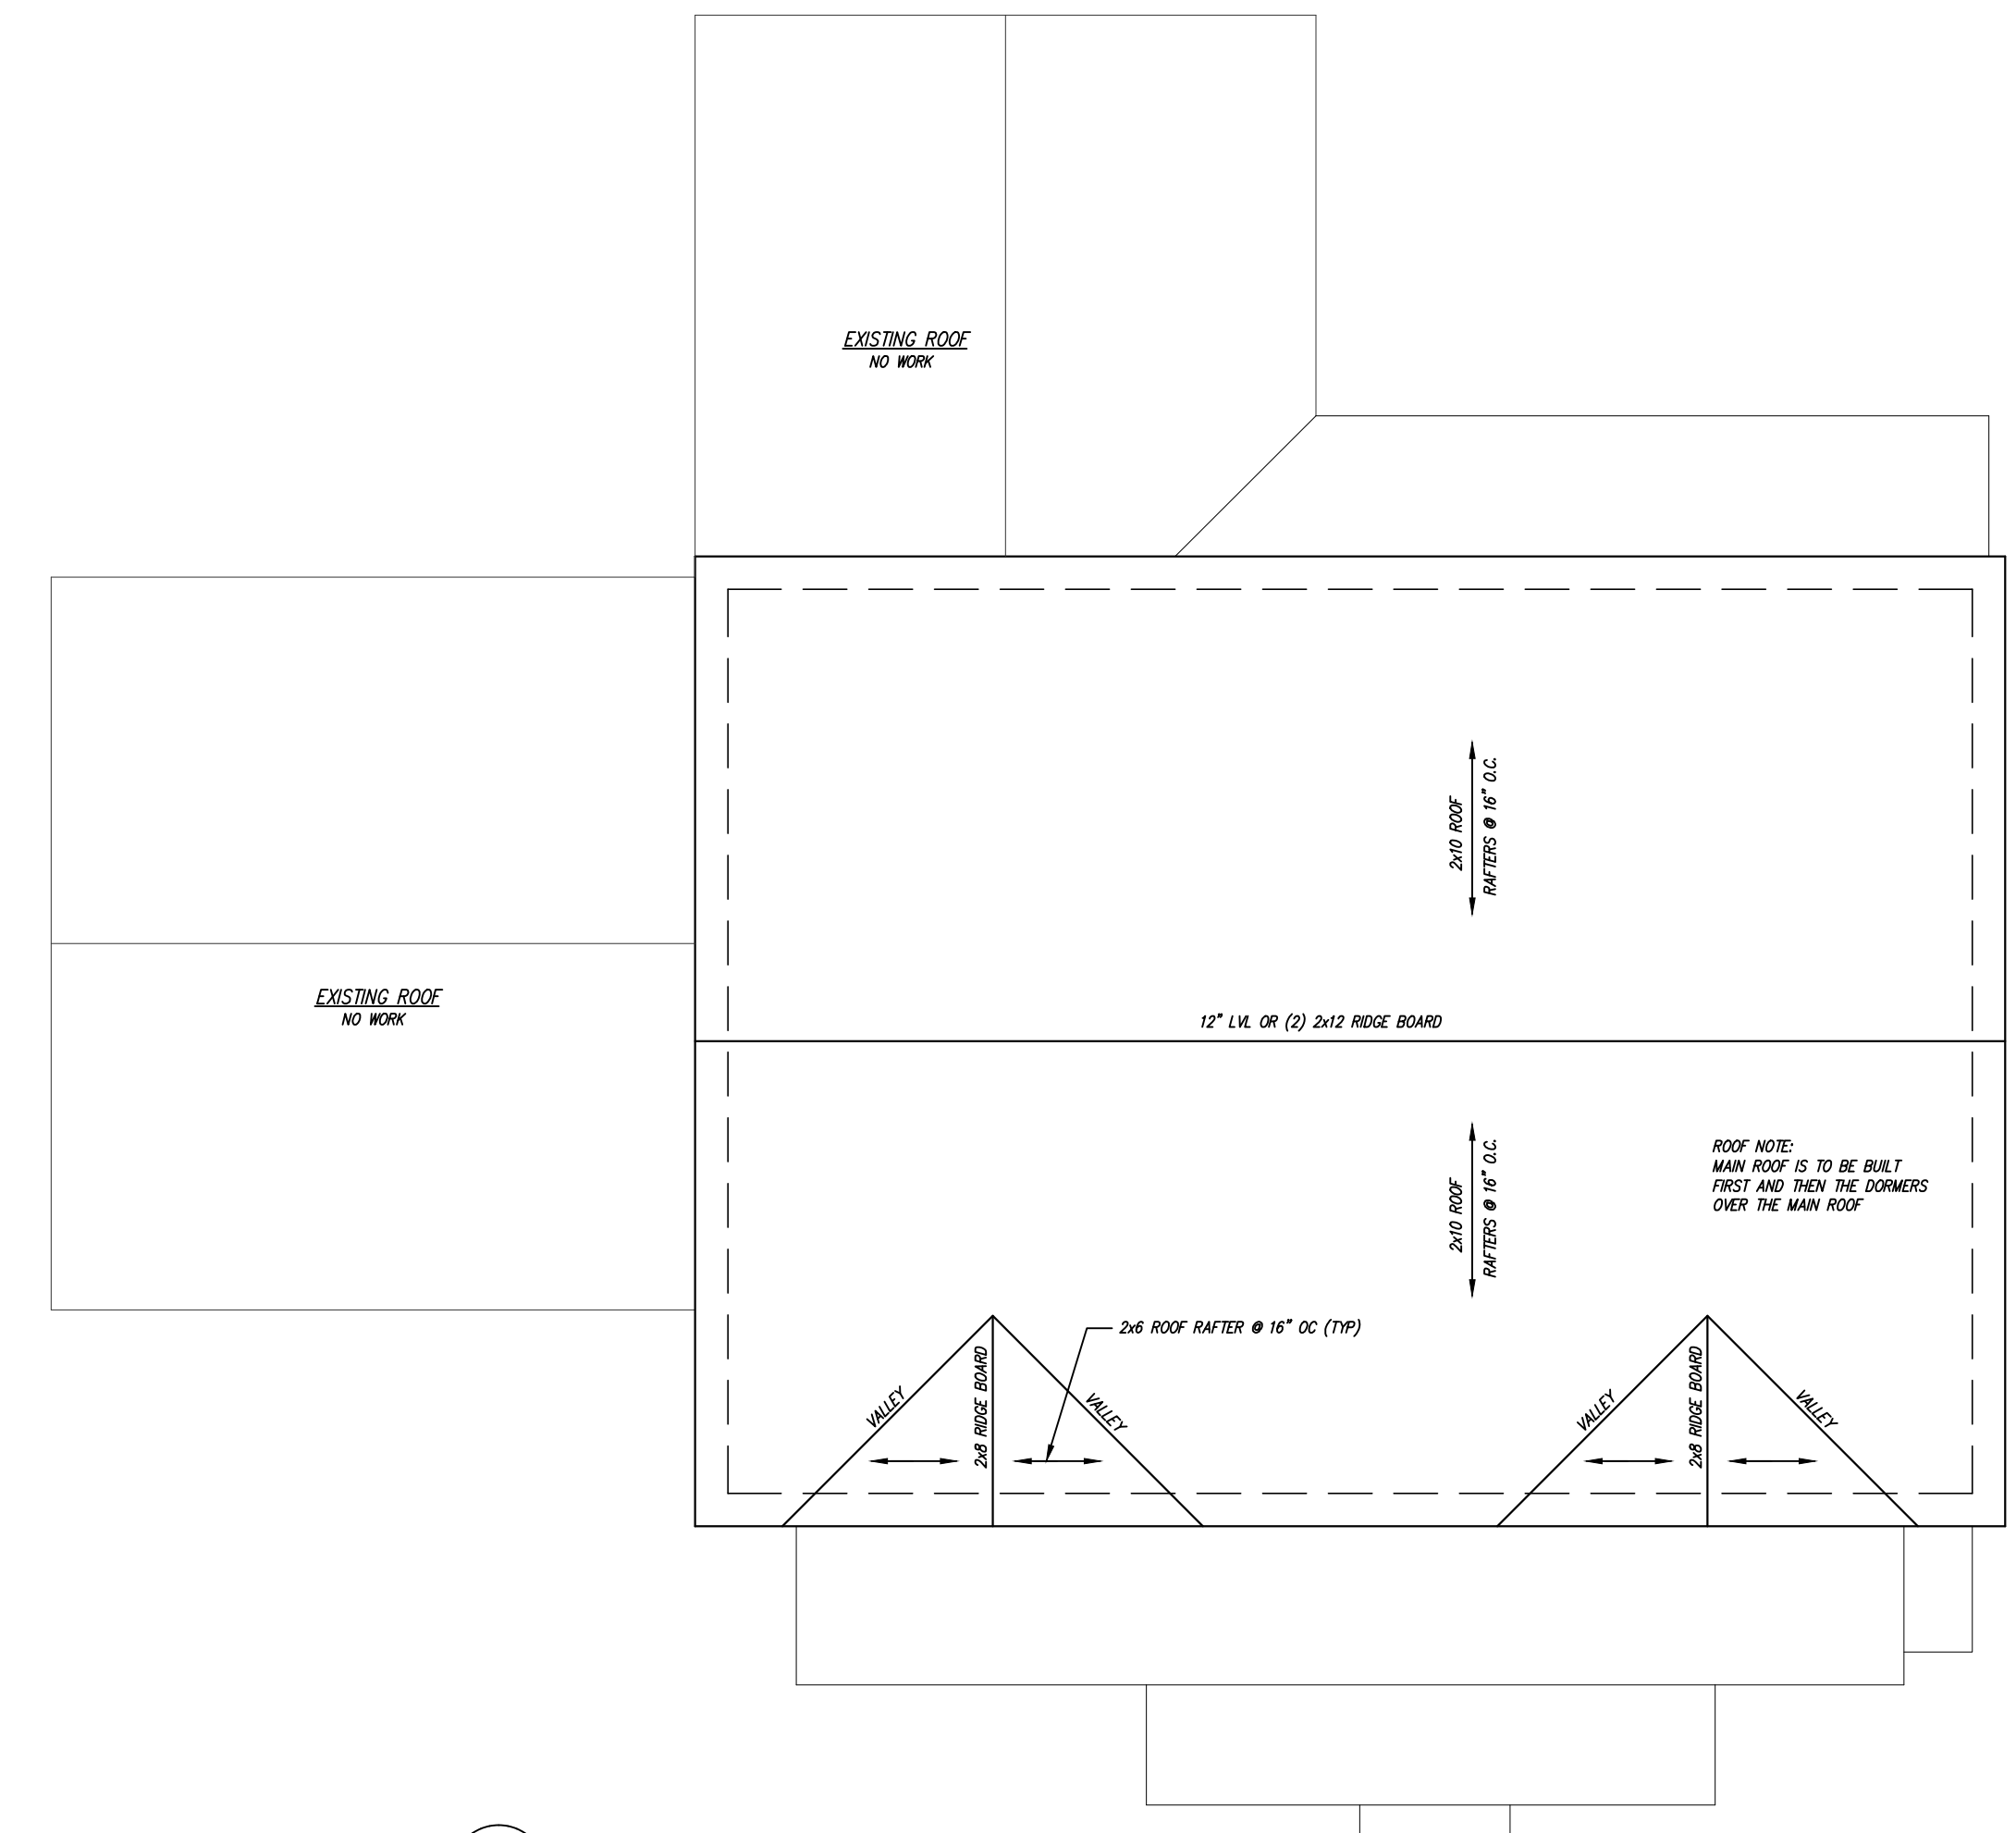 EXISTING ROOF
NO WORK
2x10 ROOF
RAFTERS @ 16" O.C.
EXISTING ROOF
NO WORK
12" LVL OR (2) 2x12 RIDGE BOARD
2x10 ROOF
RAFTERS @ 16" O.C.
ROOF NOTE:
MAIN ROOF IS TO BE BUILT
FIRST AND THEN THE DORMERS
OVER THE MAIN ROOF
2x6 ROOF RAFTER @ 16" OC (TYP)
VALLEY
2x8 RIDGE BOARD
VALLEY
VALLEY
2x8 RIDGE BOARD
VALLEY